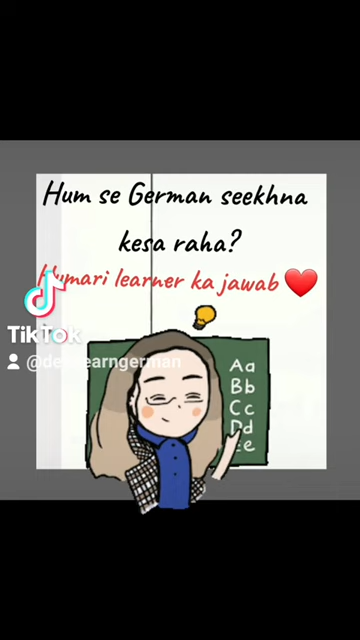 Hum se German seekhna
kesa raha?
Humari learner ka jawab ❤️
TikTok
Aa
Bb
Cc
Dd